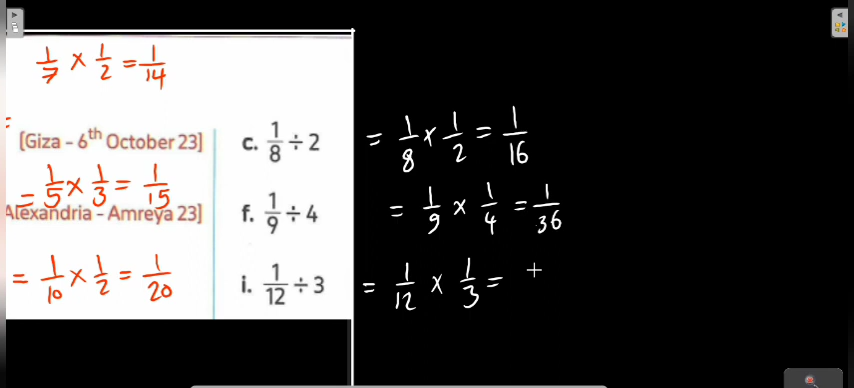 1/7 × 1/2 = 1/14
=
[Giza - 6th October 23] c. 1/8 ÷ 2 = 1/8 × 1/2 = 1/16
= 1/5 × 1/3 = 1/15
Alexandria - Amreya 23] f. 1/9 ÷ 4 = 1/9 × 1/4 = 1/36
= 1/10 × 1/2 = 1/20 i. 1/12 ÷ 3 = 1/12 × 1/3 =